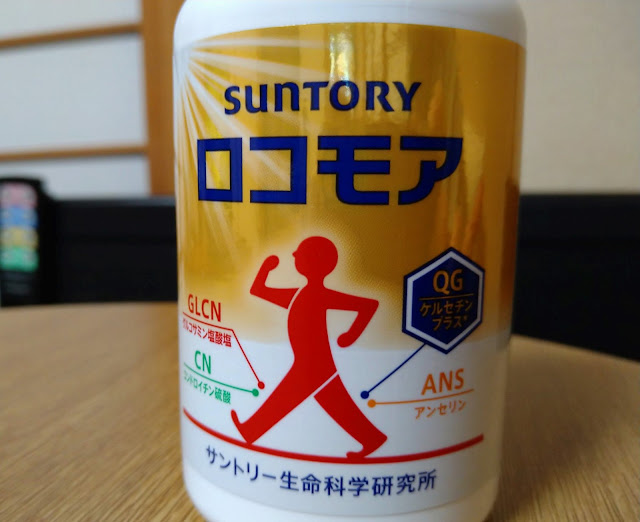 SUNTORY
ロコモア
QG
ケルセチン
プラス*
GLCN
グルコサミン塩酸塩
CN
コンドロイチン硫酸
ANS
アンセリン
サントリー生命科学研究所